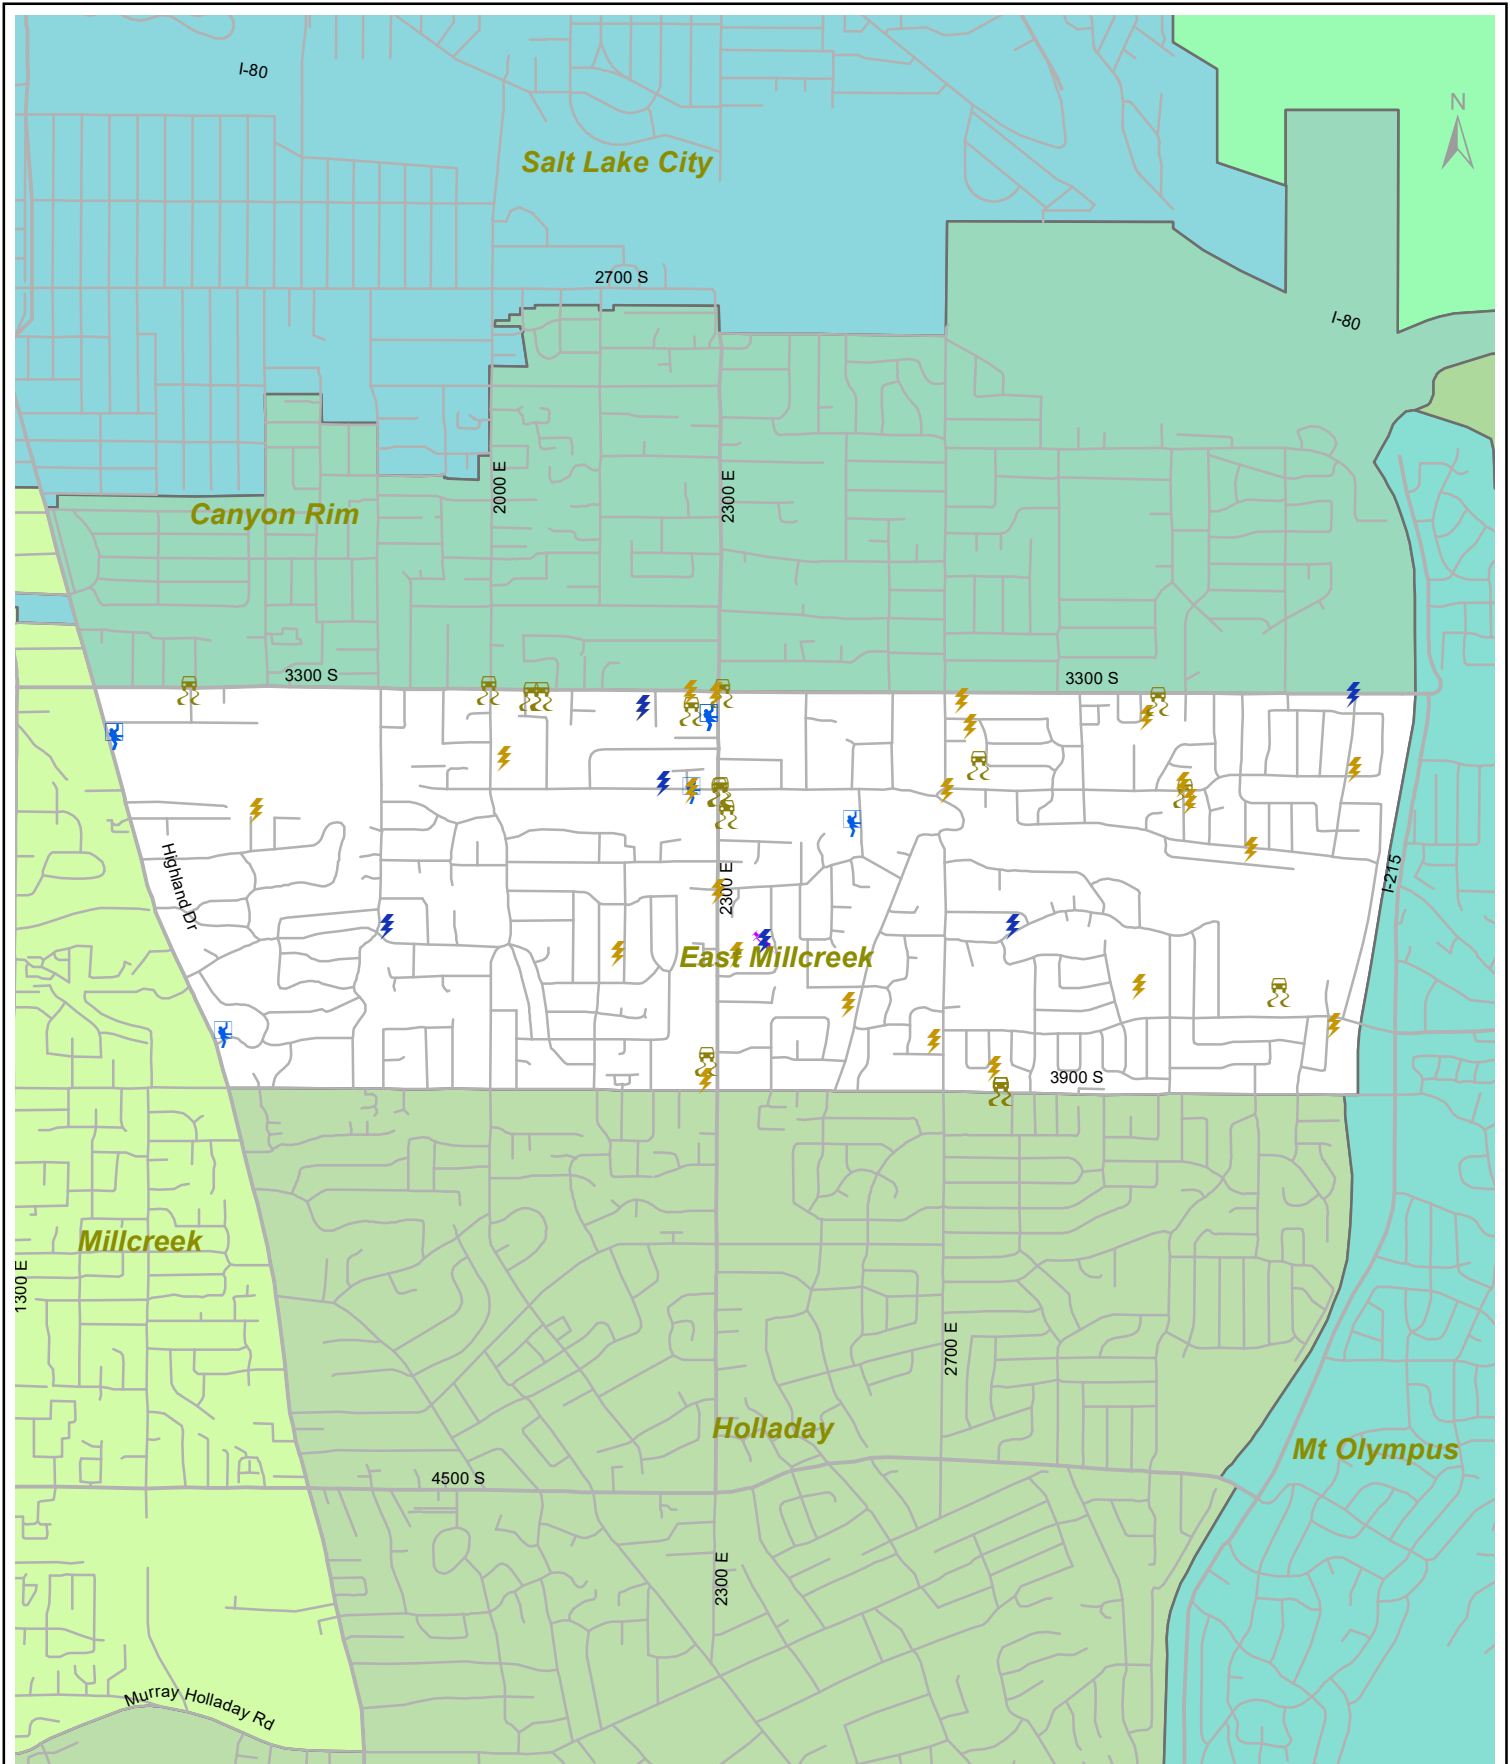 I-80
N
Salt Lake City
2700 S
I-80
2000 E
2300 E
Canyon Rim
3300 S
3300 S
Highland Dr
2300 E
I-215
East Millcreek
3900 S
Millcreek
1300 E
2700 E
Holladay
Mt Olympus
4500 S
2300 E
Murray Holladay Rd